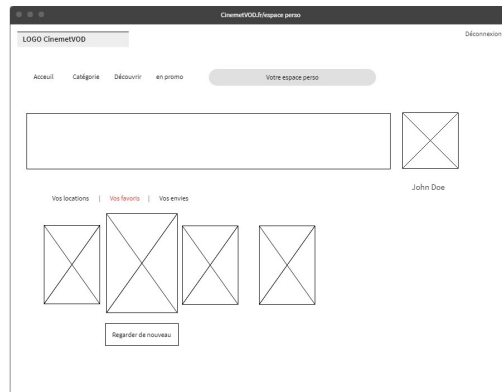 CinemetVOD.fr/espace perso
Déconnexion
LOGO CinemetVOD
Acceuil Catégorie Découvrir en promo Votre espace perso
John Doe
Vos locations | Vos favoris | Vos envies
Regarder de nouveau